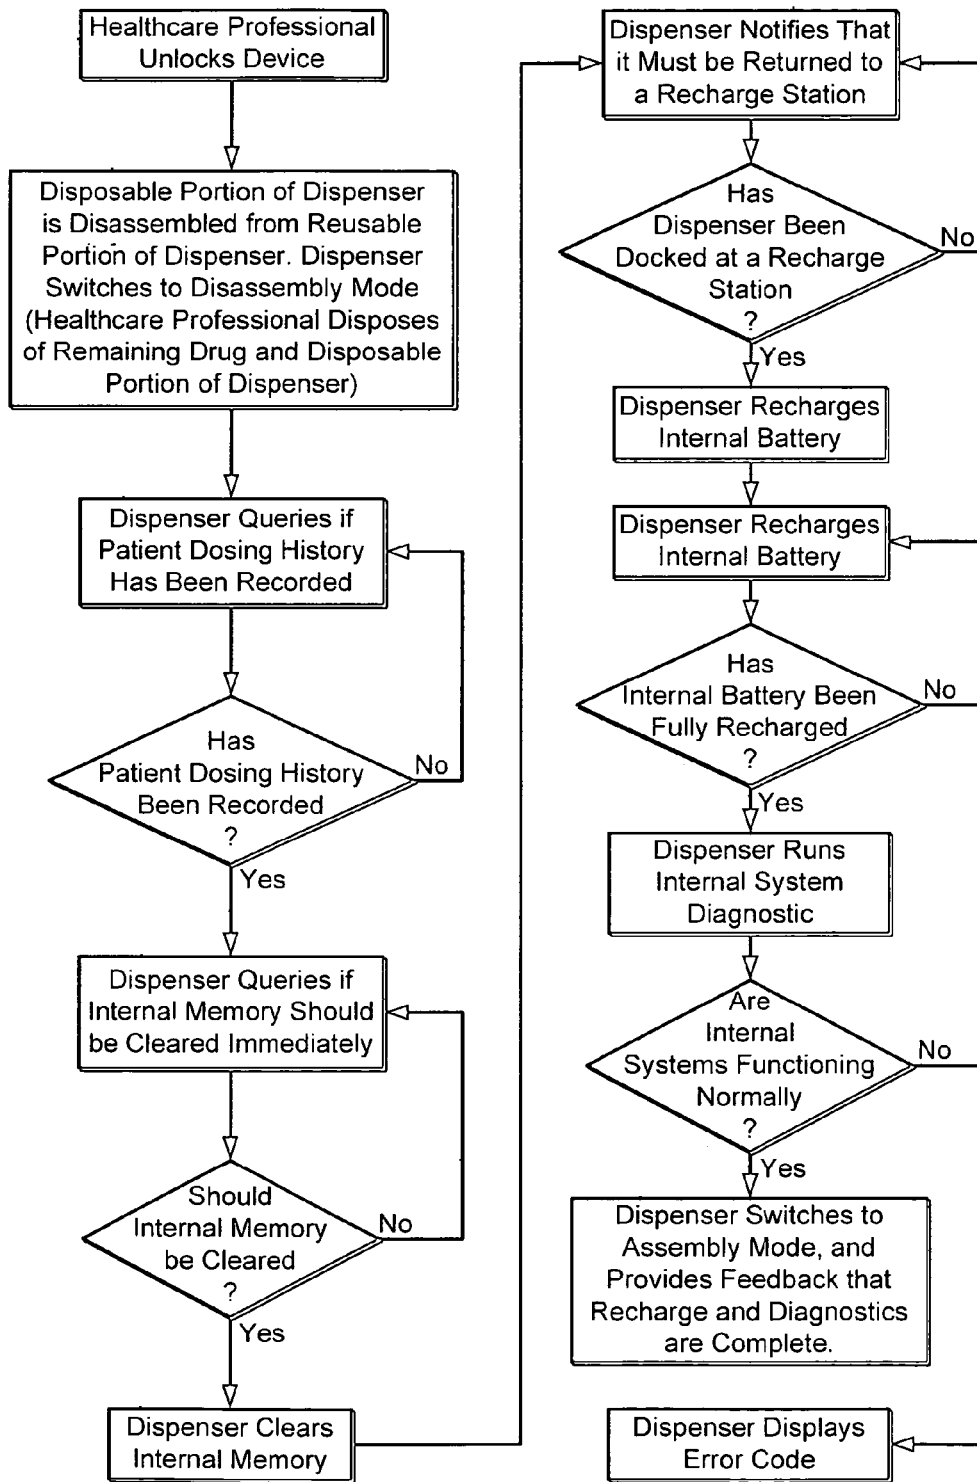 Healthcare Professional
Unlocks Device
Disposable Portion of Dispenser
is Disassembled from Reusable
Portion of Dispenser. Dispenser
Switches to Disassembly Mode
(Healthcare Professional Disposes
of Remaining Drug and Disposable
Portion of Dispenser)
Dispenser Queries if
Patient Dosing History
Has Been Recorded
Has
Patient Dosing History
Been Recorded
?
No
Yes
Dispenser Queries if
Internal Memory Should
be Cleared Immediately
Should
Internal Memory
be Cleared
?
No
Yes
Dispenser Clears
Internal Memory
Dispenser Notifies That
it Must be Returned to
a Recharge Station
Has
Dispenser Been
Docked at a Recharge
Station
?
No
Yes
Dispenser Recharges
Internal Battery
Dispenser Recharges
Internal Battery
Has
Internal Battery Been
Fully Recharged
?
No
Yes
Dispenser Runs
Internal System
Diagnostic
Are
Internal
Systems Functioning
Normally
?
No
Yes
Dispenser Switches to
Assembly Mode, and
Provides Feedback that
Recharge and Diagnostics
are Complete.
Dispenser Displays
Error Code